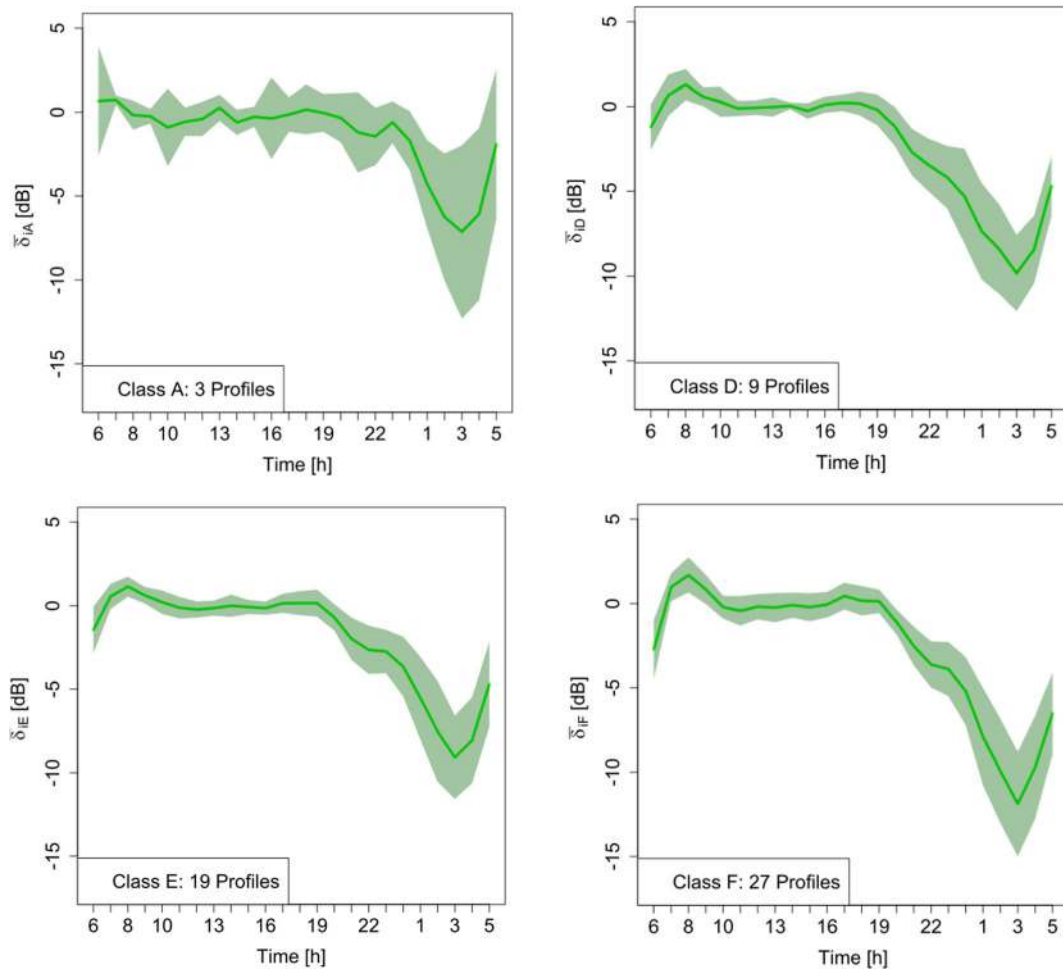 5
0
-5
-10
-15
δ̅iA [dB]
Class A: 3 Profiles
6 8 10 13 16 19 22 1 3 5
Time [h]
5
0
-5
-10
-15
δ̅iD [dB]
Class D: 9 Profiles
6 8 10 13 16 19 22 1 3 5
Time [h]
5
0
-5
-10
-15
δ̅iE [dB]
Class E: 19 Profiles
6 8 10 13 16 19 22 1 3 5
Time [h]
5
0
-5
-10
-15
δ̅iF [dB]
Class F: 27 Profiles
6 8 10 13 16 19 22 1 3 5
Time [h]